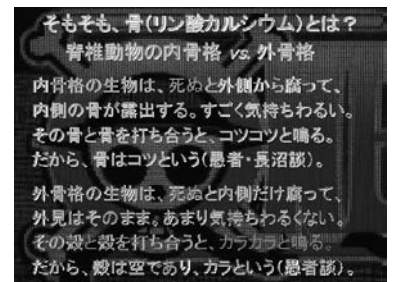 そもそも、骨(リン酸カルシウム)とは？
脊椎動物の内骨格 vs. 外骨格
内骨格の生物は、死ぬと外側から腐って、
内側の骨が露出する。すごく気持ちわるい。
その骨と骨を打ち合うと、コツコツと鳴る。
だから、骨はコツという(愚者・長沼談)。
外骨格の生物は、死ぬと内側だけ腐って、
外見はそのまま。あまり気持ちわるくない。
その殻と殻を打ち合うと、カラカラと鳴る。
だから、殻は空であり、カラという(愚者談)。